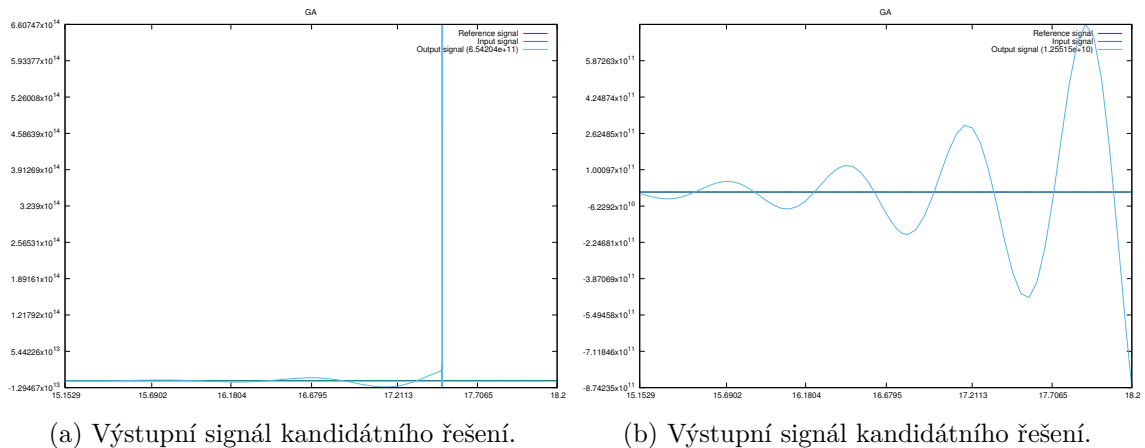 GA
Reference signal
Input signal
Output signal (6.54204e+11)
6.60747x10^14
5.93377x10^14
5.26008x10^14
4.58639x10^14
3.91269x10^14
3.239x10^14
2.56531x10^14
1.89161x10^14
1.21792x10^14
5.44226x10^13
-1.29467x10^13
15.1529 15.6902 16.1804 16.6795 17.2113 17.7065 18.2
(a) Výstupní signál kandidátního řešení.
GA
Reference signal
Input signal
Output signal (1.25515e+10)
5.87263x10^11
4.24874x10^11
2.62485x10^11
1.00097x10^11
-6.2292x10^10
-2.24681x10^11
-3.87069x10^11
-5.49458x10^11
-7.11846x10^11
-8.74235x10^11
15.1529 15.6902 16.1804 16.6795 17.2113 17.7065 18.2
(b) Výstupní signál kandidátního řešení.